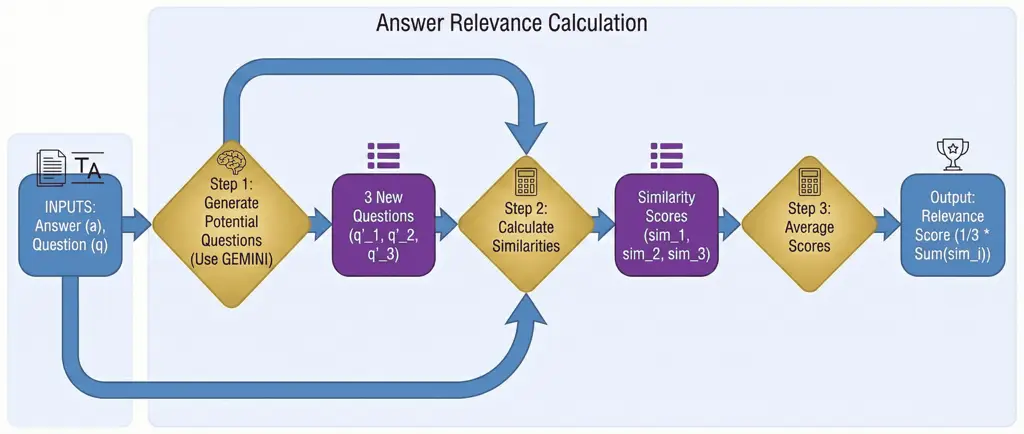 Answer Relevance Calculation
TA
INPUTS:
Answer (a),
Question (q)
Step 1:
Generate
Potential
Questions
(Use GEMINI)
3 New
Questions
(q'_1, q'_2,
q'_3)
Step 2:
Calculate
Similarities
Similarity
Scores
(sim_1,
sim_2, sim_3)
Step 3:
Average
Scores
Output:
Relevance
Score (1/3 *
Sum(sim_i))